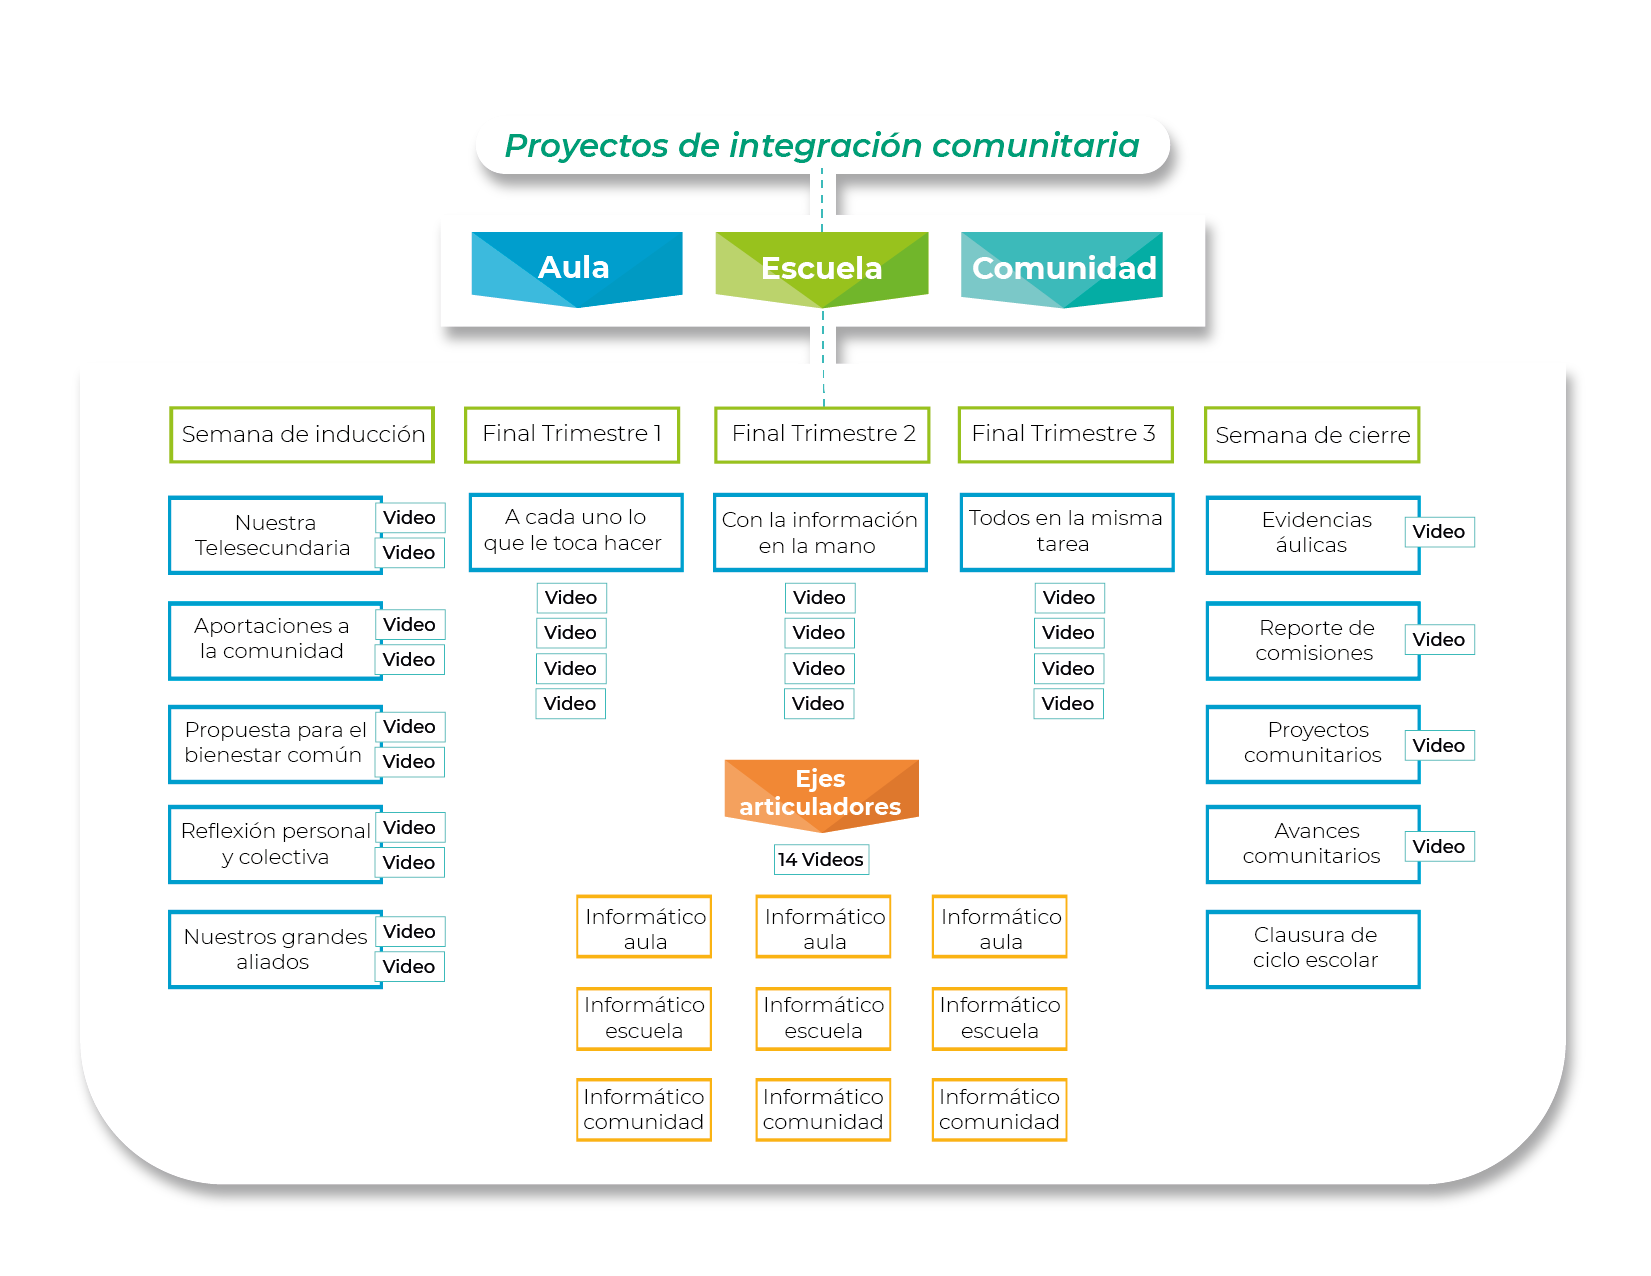 Proyectos de integración comunitaria
Aula
Escuela
Comunidad
Semana de inducción
Final Trimestre 1
Final Trimestre 2
Final Trimestre 3
Semana de cierre
Nuestra
Telesecundaria
Video
Video
Aportaciones a
la comunidad
Video
Video
Propuesta para el
bienestar común
Video
Video
Reflexión personal
y colectiva
Video
Video
Nuestros grandes
aliados
Video
Video
A cada uno lo
que le toca hacer
Video
Video
Video
Video
Con la información
en la mano
Video
Video
Video
Video
Todos en la misma
tarea
Video
Video
Video
Video
Evidencias
áulicas
Video
Reporte de
comisiones
Video
Proyectos
comunitarios
Video
Avances
comunitarios
Video
Clausura de
ciclo escolar
Ejes
articuladores
14 Videos
Informático
aula
Informático
aula
Informático
aula
Informático
escuela
Informático
escuela
Informático
escuela
Informático
comunidad
Informático
comunidad
Informático
comunidad